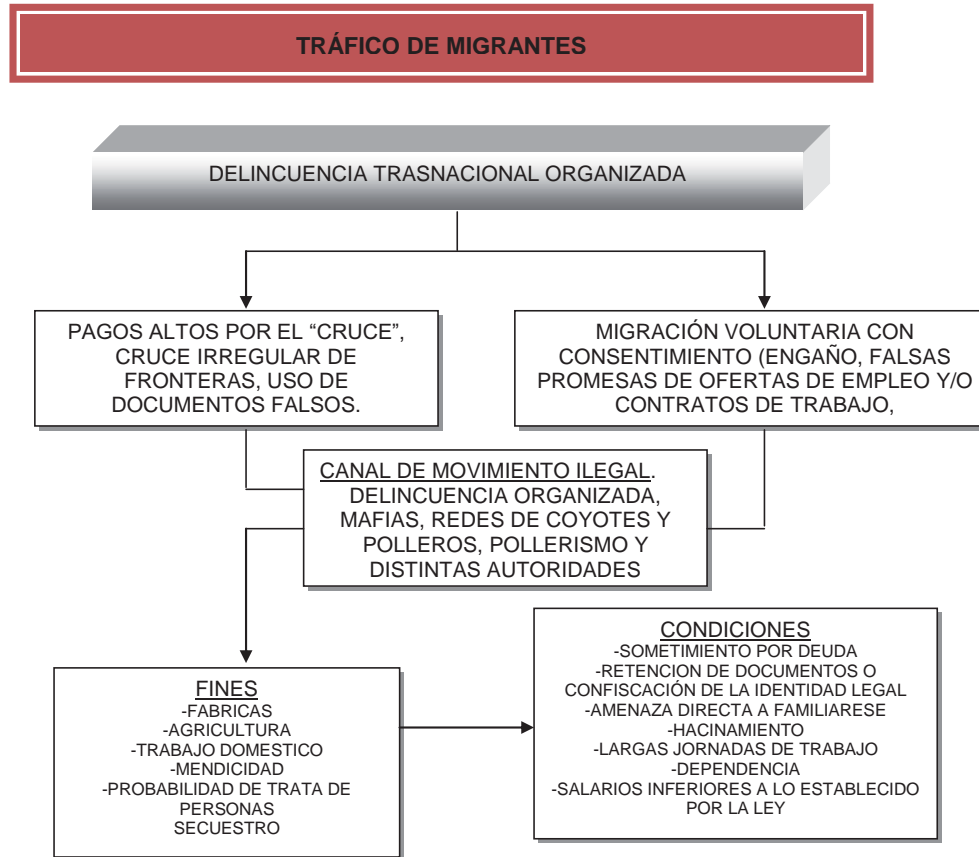 TRÁFICO DE MIGRANTES
DELINCUENCIA TRASNACIONAL ORGANIZADA
PAGOS ALTOS POR EL “CRUCE”,
CRUCE IRREGULAR DE
FRONTERAS, USO DE
DOCUMENTOS FALSOS.
MIGRACIÓN VOLUNTARIA CON
CONSENTIMIENTO (ENGAÑO, FALSAS
PROMESAS DE OFERTAS DE EMPLEO Y/O
CONTRATOS DE TRABAJO,
CANAL DE MOVIMIENTO ILEGAL.
DELINCUENCIA ORGANIZADA,
MAFIAS, REDES DE COYOTES Y
POLLEROS, POLLERISMO Y
DISTINTAS AUTORIDADES
FINES
-FABRICAS
-AGRICULTURA
-TRABAJO DOMESTICO
-MENDICIDAD
-PROBABILIDAD DE TRATA DE
PERSONAS
SECUESTRO
CONDICIONES
-SOMETIMIENTO POR DEUDA
-RETENCION DE DOCUMENTOS O
CONFISCACIÓN DE LA IDENTIDAD LEGAL
-AMENAZA DIRECTA A FAMILIARESE
-HACINAMIENTO
-LARGAS JORNADAS DE TRABAJO
-DEPENDENCIA
-SALARIOS INFERIORES A LO ESTABLECIDO
POR LA LEY